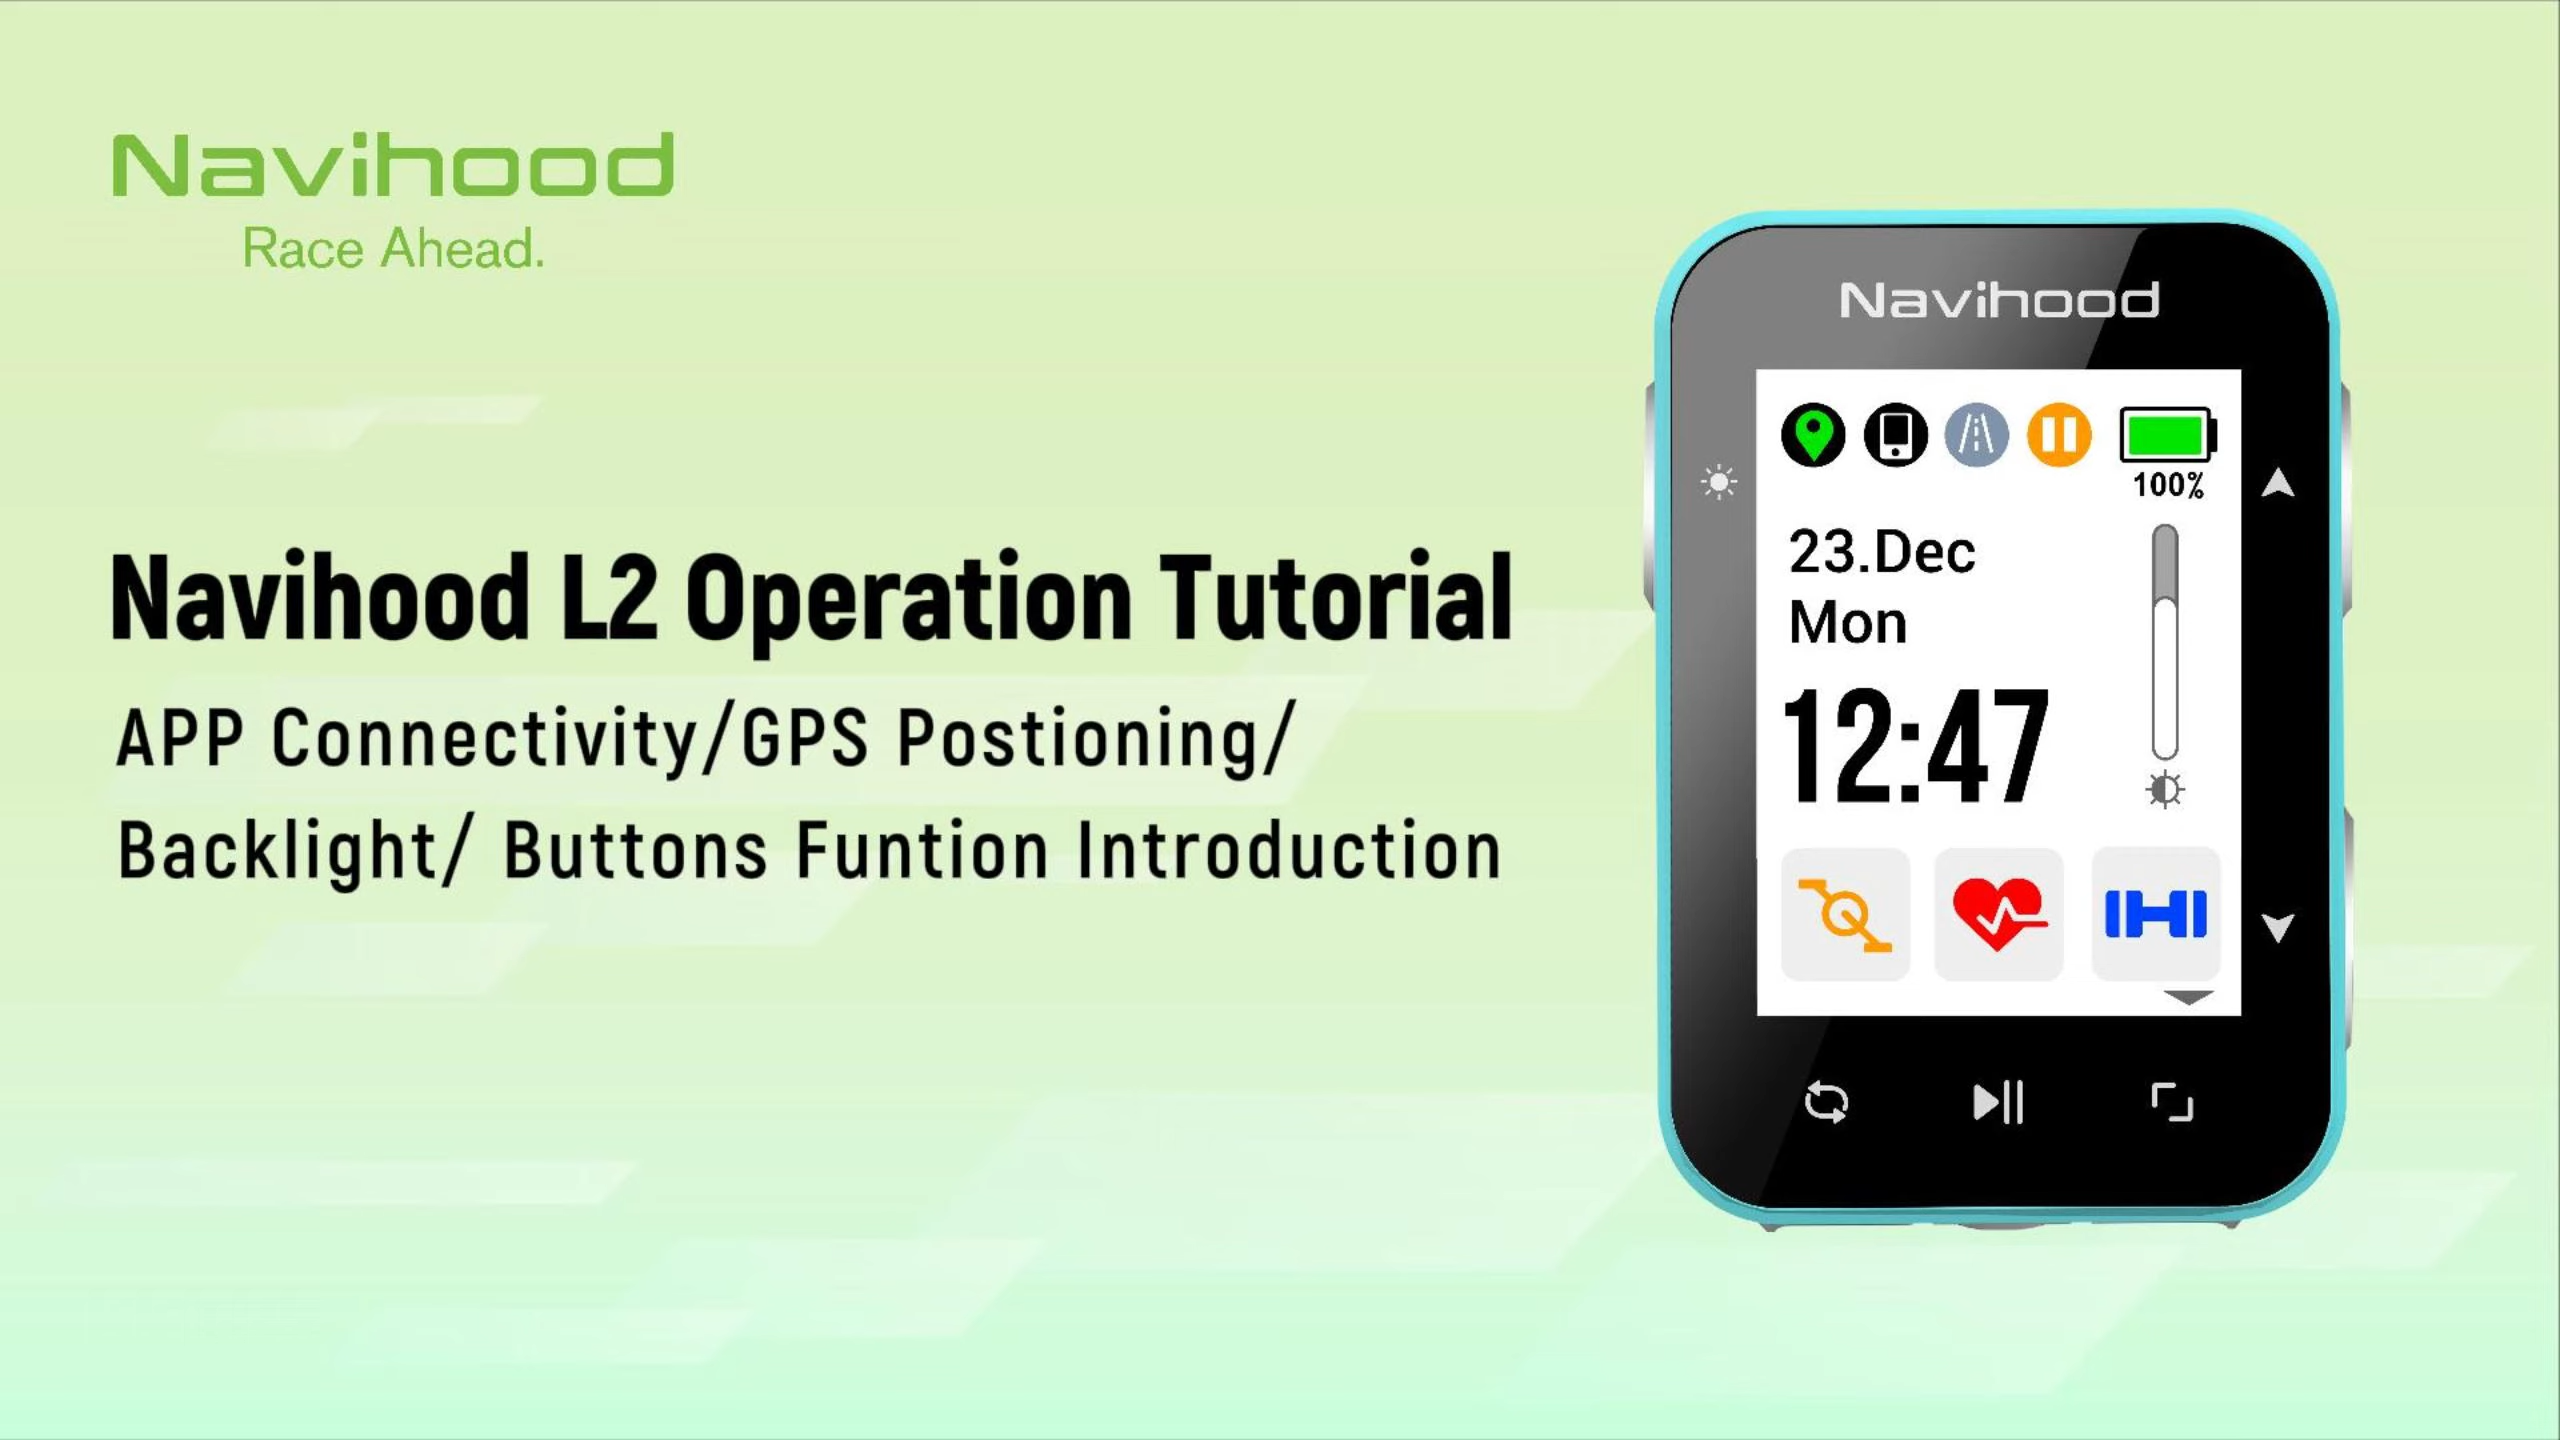 Navihood
Race Ahead.
Navihood L2 Operation Tutorial
APP Connectivity/GPS Postioning/
Backlight/ Buttons Funtion Introduction
Navihood
100%
23.Dec
Mon
12:47